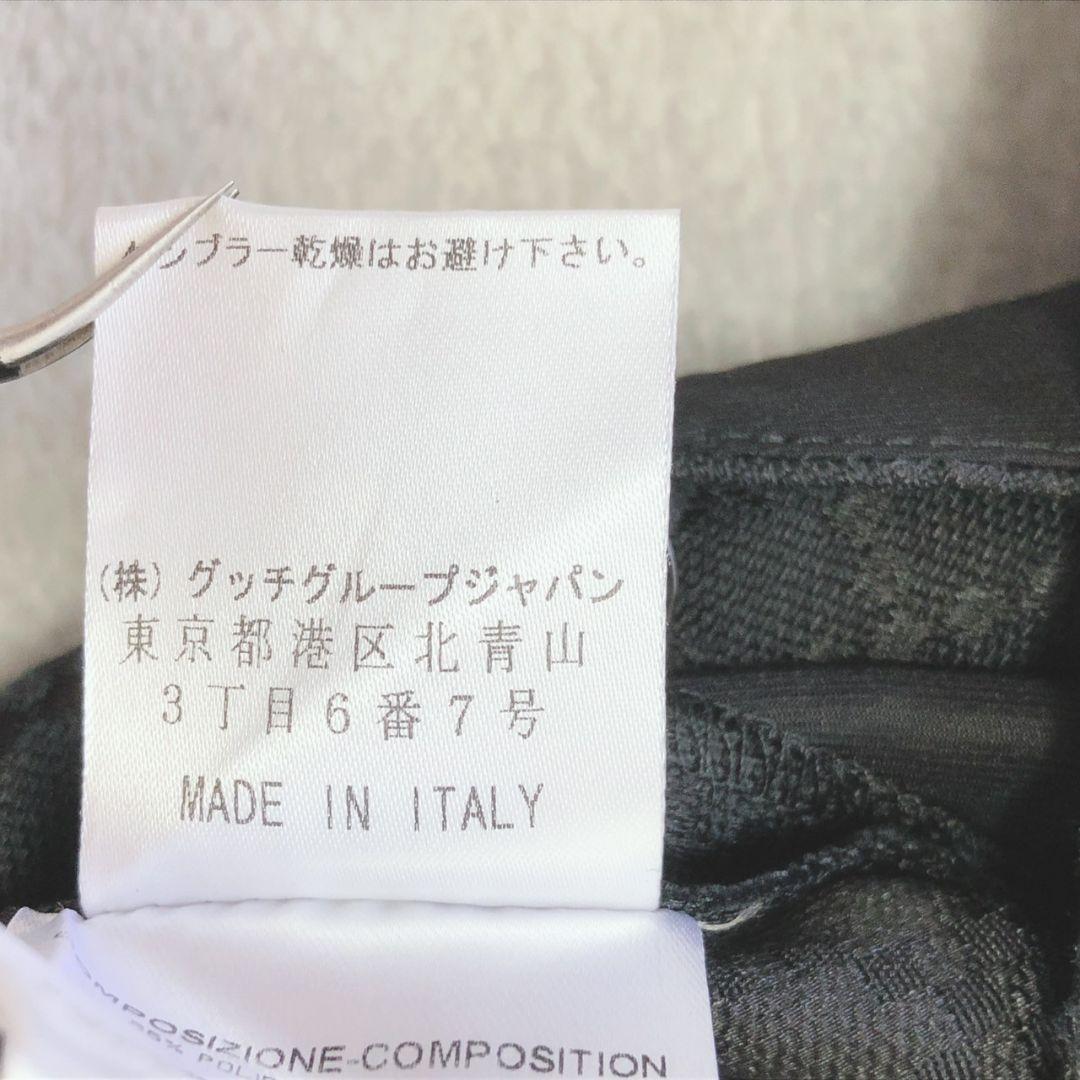 タンブラー乾燥はお避け下さい。
(株) グッチグループジャパン
東京都港区北青山
3丁目6番7号
MADE IN ITALY
COMPOSIZIONE-COMPOSITION